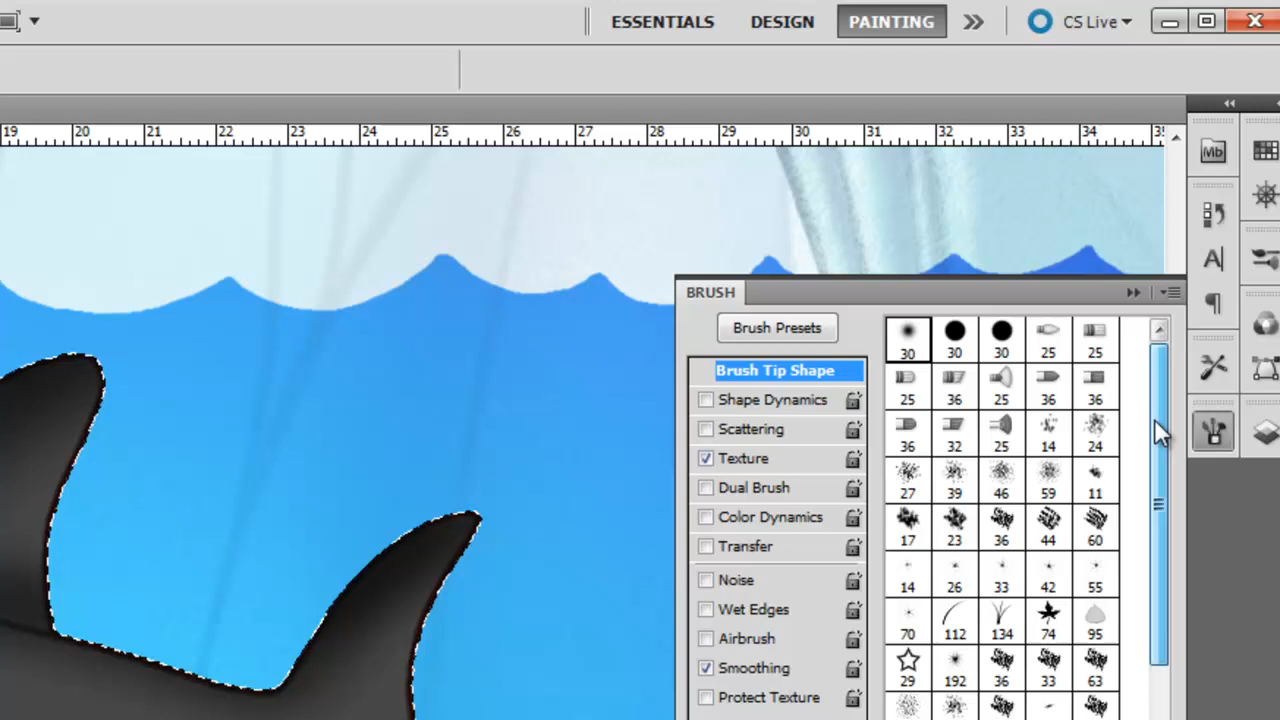 ESSENTIALS DESIGN PAINTING CS Live
19 20 21 22 23 24 25 26 27 28 29 30 31 32 33 34 35
Mb
A
BRUSH
Brush Presets
30 30 30 25 25
Brush Tip Shape
Shape Dynamics
25 36 25 36 36
Scattering
36 32 25 14 24
Texture
27 39 46 59 11
Dual Brush
Color Dynamics
17 23 36 44 60
Transfer
14 26 33 42 55
Noise
Wet Edges
70 112 134 74 95
Airbrush
Smoothing
29 192 36 33 63
Protect Texture